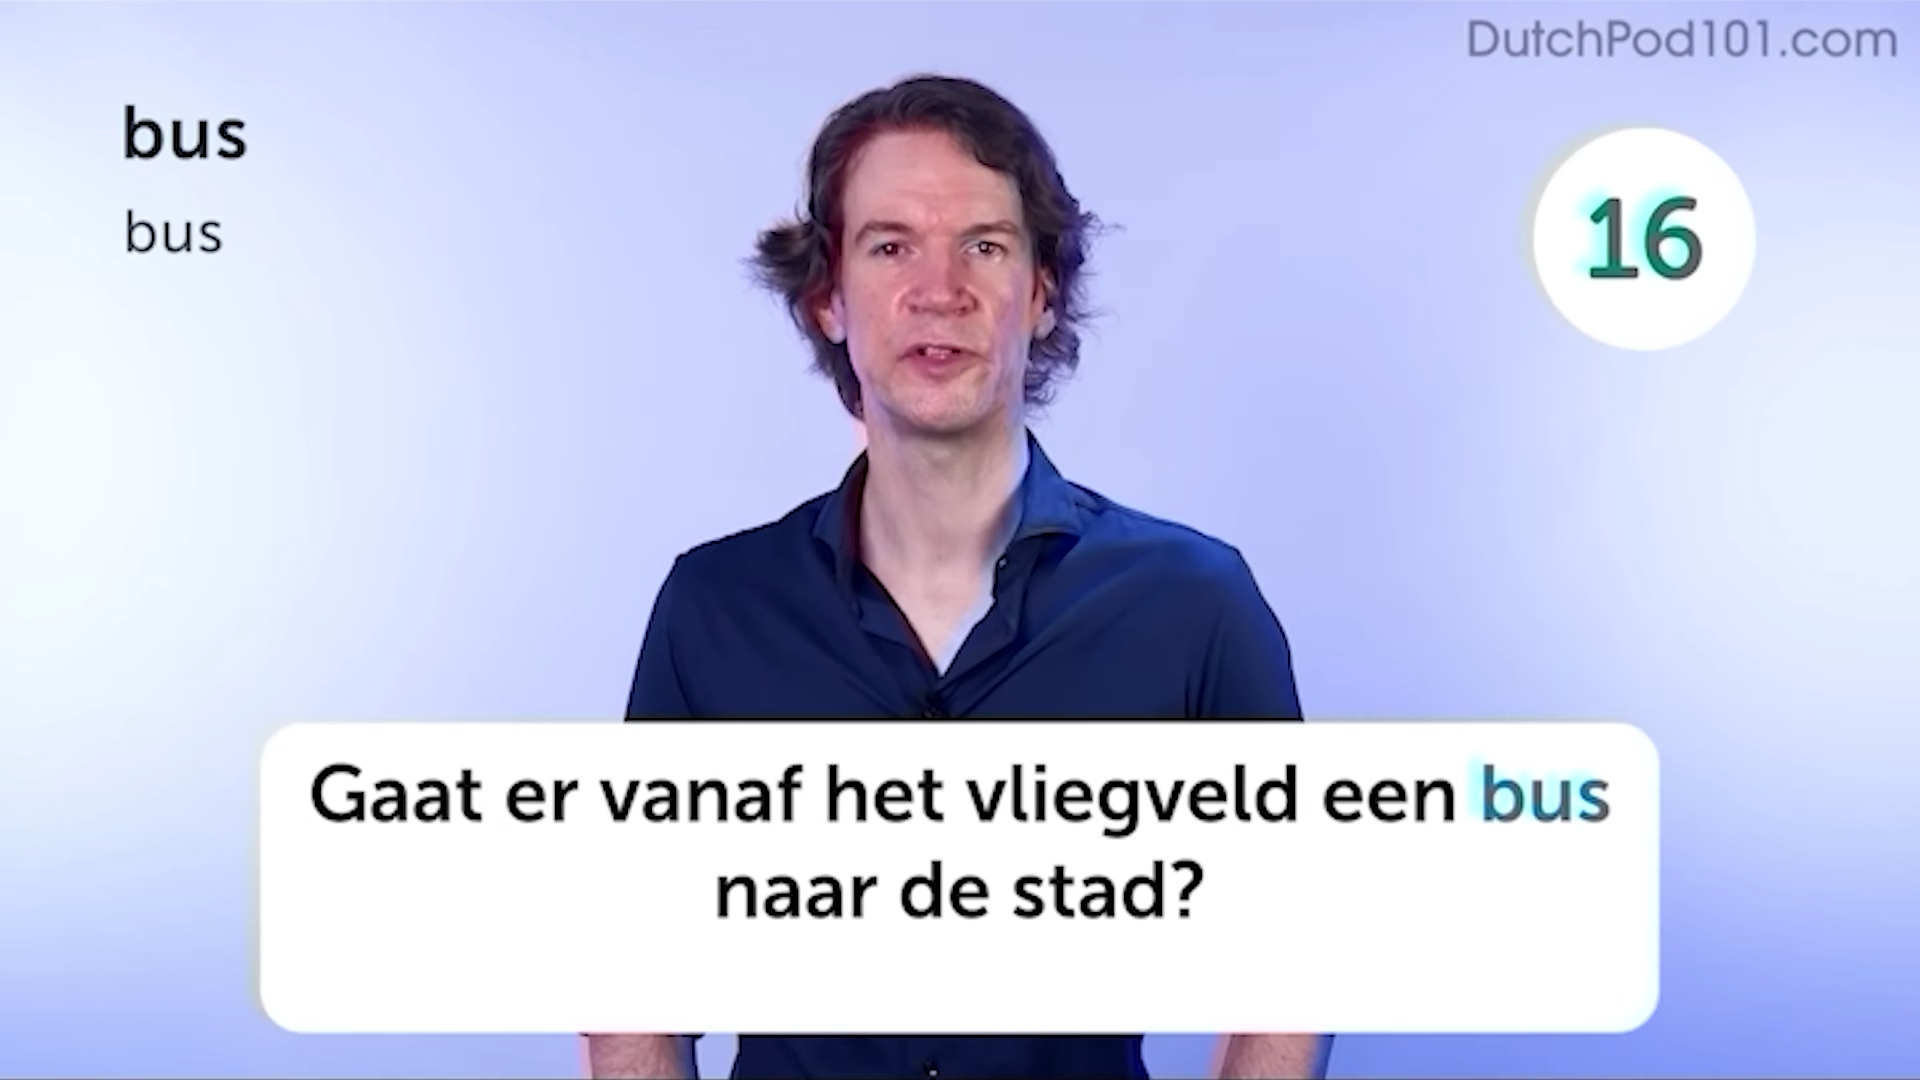 DutchPod101.com
bus
bus
16
Gaat er vanaf het vliegveld een bus
naar de stad?